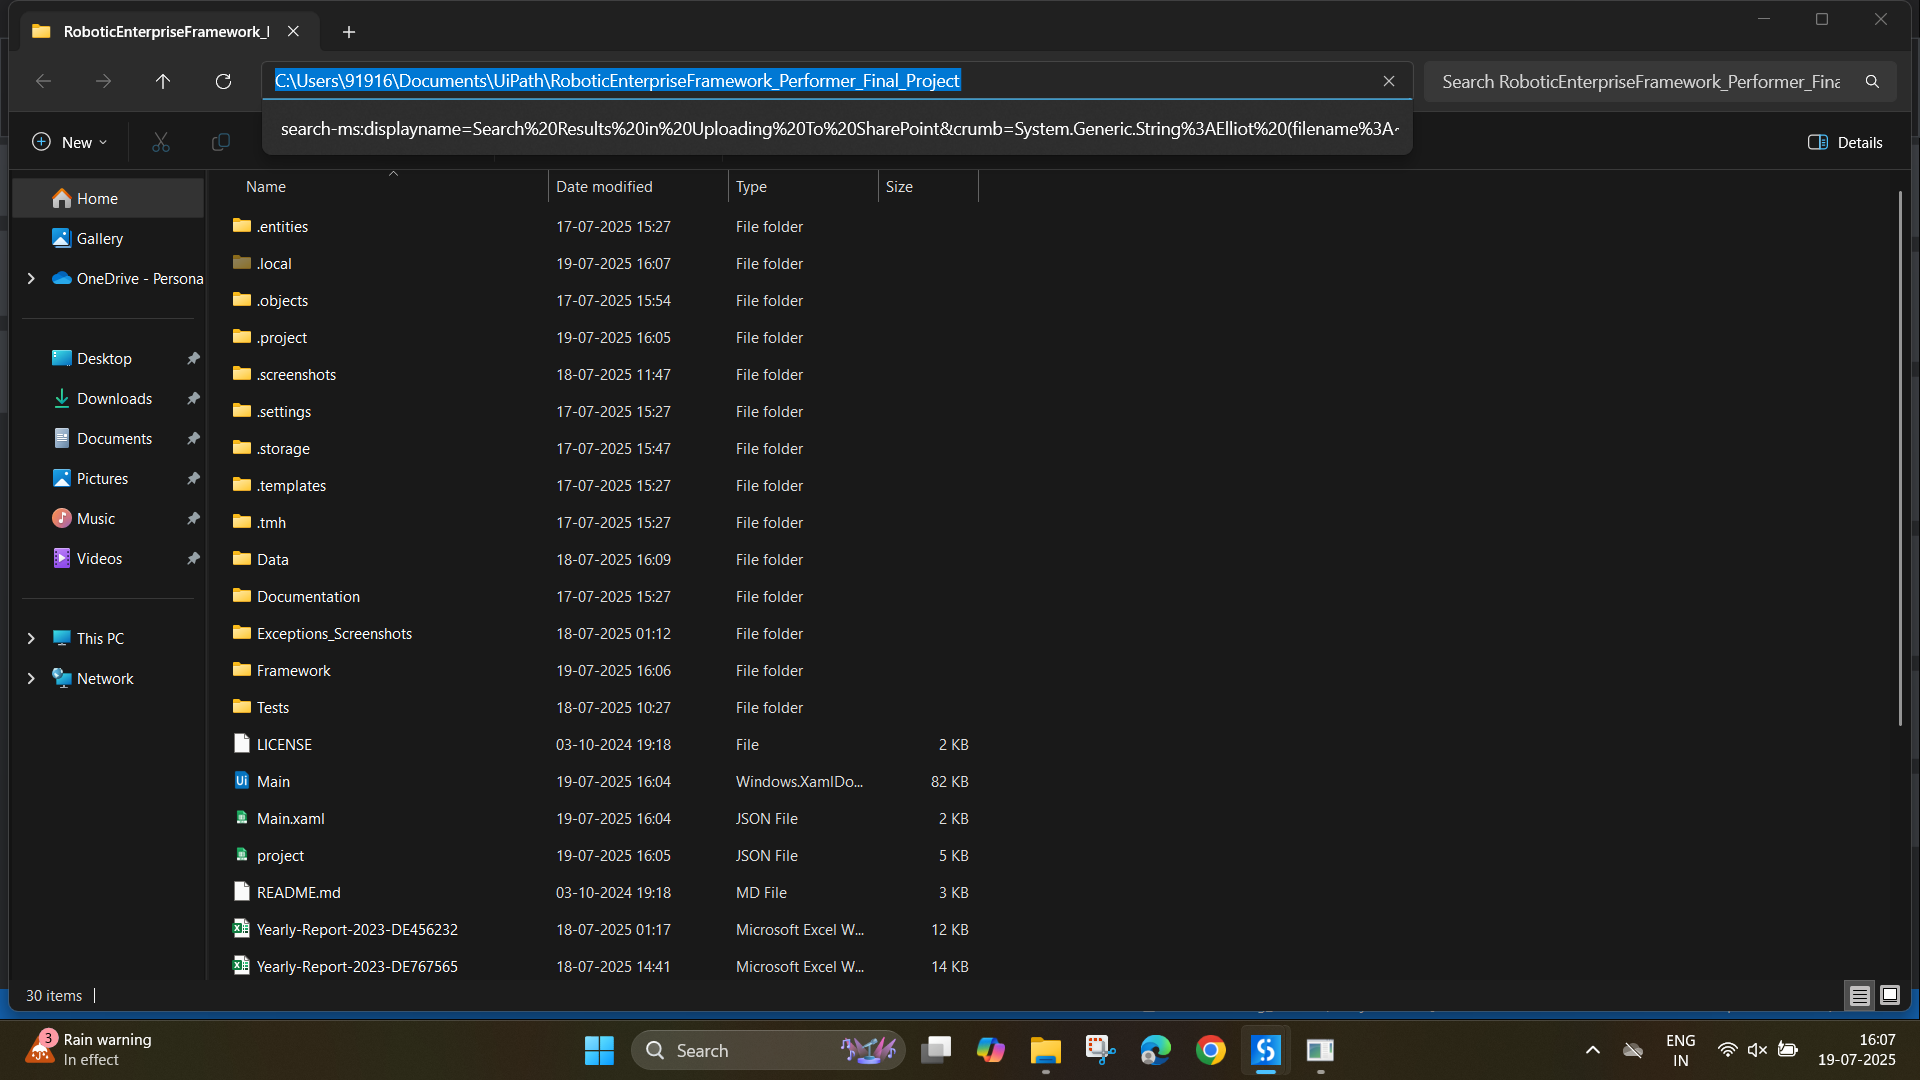 RoboticEnterpriseFramework_
C:\Users\91916\Documents\UiPath\RoboticEnterpriseFramework_Performer_Final_Project
Search RoboticEnterpriseFramework_Performer_Fina
New
search-ms:displayname=Search%20Results%20in%20Uploading%20To%20SharePoint&crumb=System.Generic.String%3AElliot%20(filename%3A~
Details
Name Date modified Type Size
Home
Gallery
OneDrive - Persona
Desktop
Downloads
Documents
Pictures
Music
Videos
This PC
Network
.entities 17-07-2025 15:27 File folder
.local 19-07-2025 16:07 File folder
.objects 17-07-2025 15:54 File folder
.project 19-07-2025 16:05 File folder
.screenshots 18-07-2025 11:47 File folder
.settings 17-07-2025 15:27 File folder
.storage 17-07-2025 15:47 File folder
.templates 17-07-2025 15:27 File folder
.tmh 17-07-2025 15:27 File folder
Data 18-07-2025 16:09 File folder
Documentation 17-07-2025 15:27 File folder
Exceptions_Screenshots 18-07-2025 01:12 File folder
Framework 19-07-2025 16:06 File folder
Tests 18-07-2025 10:27 File folder
LICENSE 03-10-2024 19:18 File 2 KB
Ui Main 19-07-2025 16:04 Windows.XamlDo... 82 KB
Main.xaml 19-07-2025 16:04 JSON File 2 KB
project 19-07-2025 16:05 JSON File 5 KB
README.md 03-10-2024 19:18 MD File 3 KB
Yearly-Report-2023-DE456232 18-07-2025 01:17 Microsoft Excel W... 12 KB
Yearly-Report-2023-DE767565 18-07-2025 14:41 Microsoft Excel W... 14 KB
30 items
3
Rain warning
In effect
Search
ENG
IN
16:07
19-07-2025